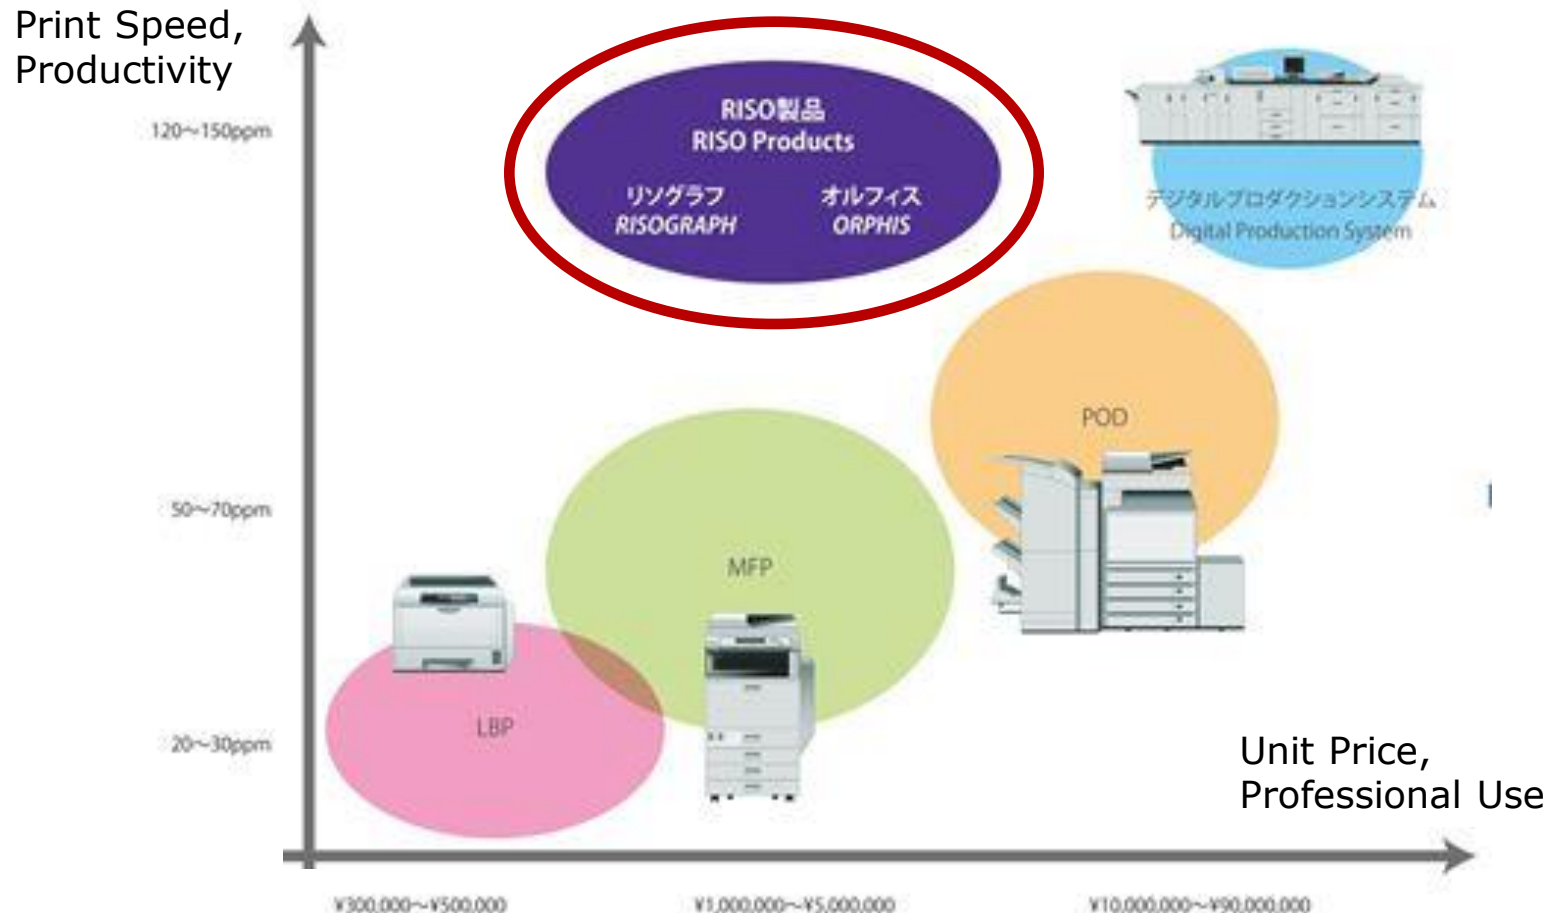 Print Speed,
Productivity
120～150ppm
RISO製品
RISO Products
リソグラフ
RISOGRAPH
オルフィス
ORPHIS
デジタルプロダクションシステム
Digital Production System
POD
50～70ppm
MFP
LBP
20～30ppm
Unit Price,
Professional Use
¥300,000～¥500,000
¥1,000,000～¥5,000,000
¥10,000,000～¥90,000,000